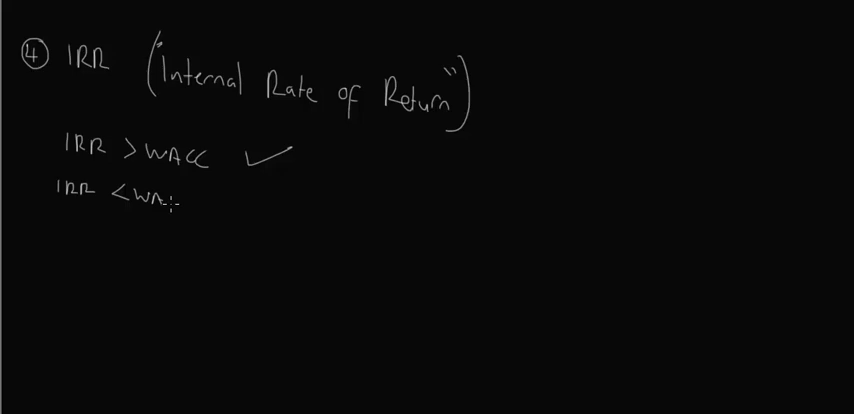 ④ IRR ("Internal Rate of Return")
IRR > WACC ✓
IRR < WA